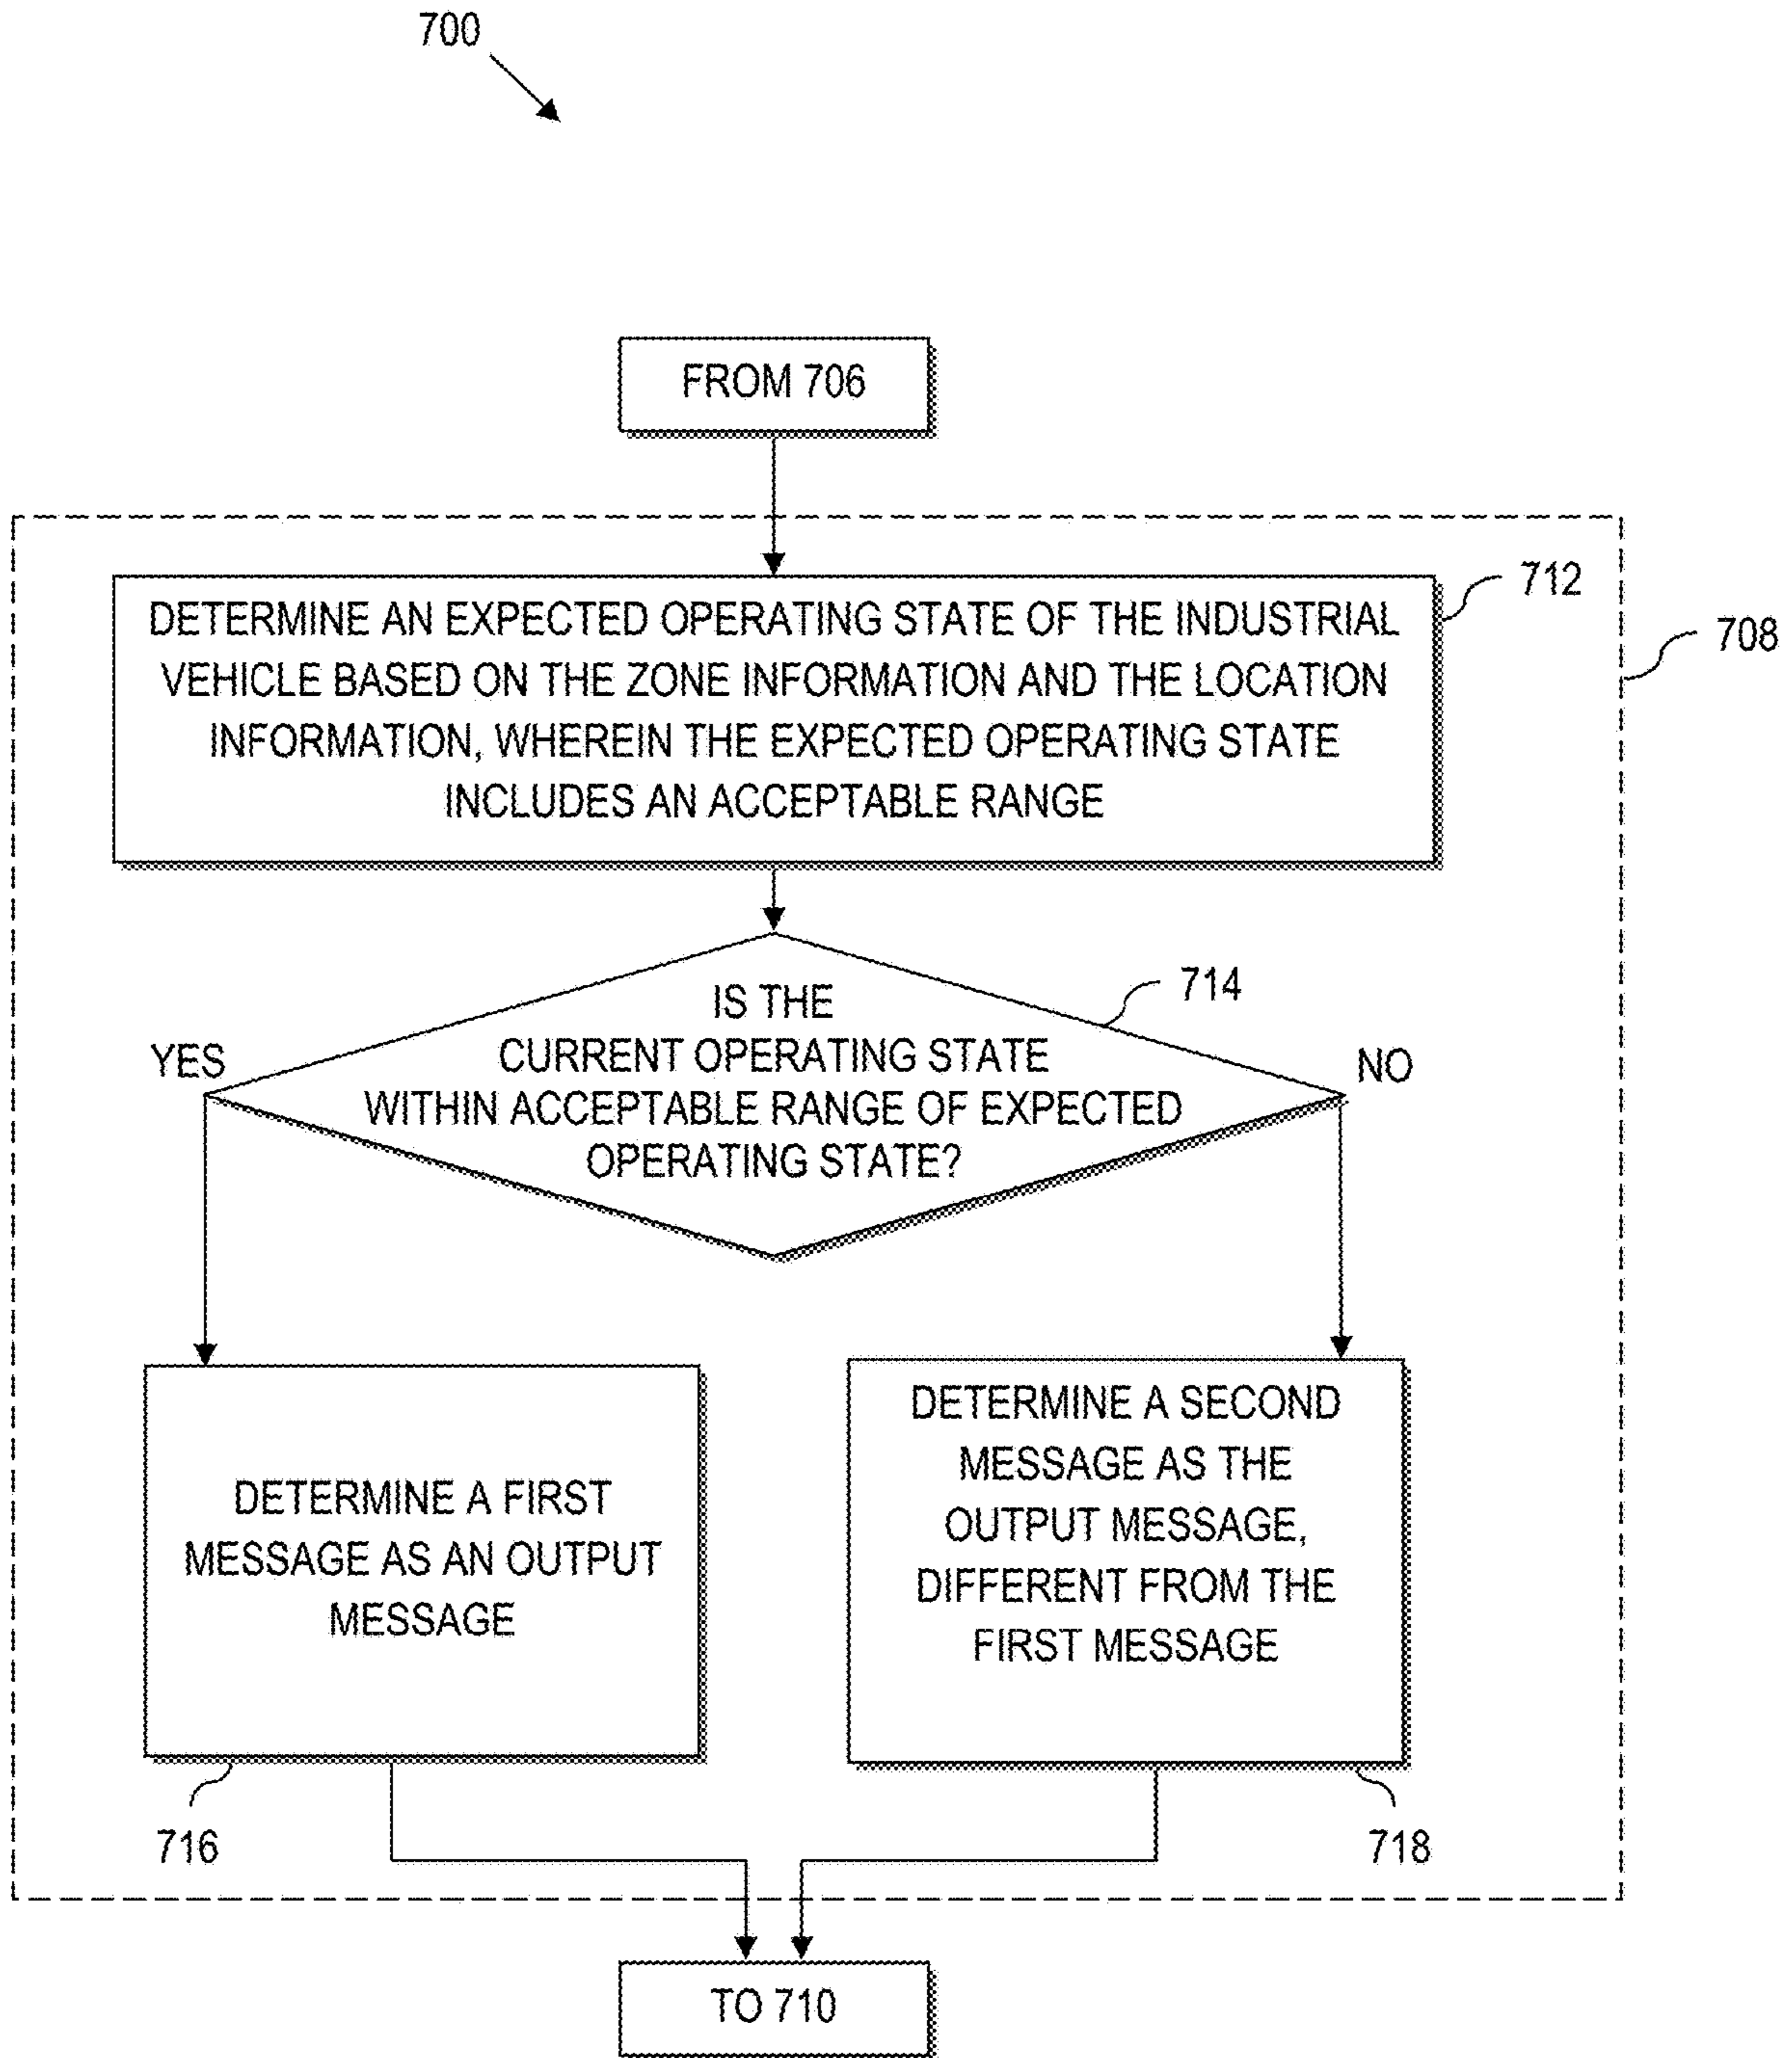 700
FROM 706
712
708
DETERMINE AN EXPECTED OPERATING STATE OF THE INDUSTRIAL
VEHICLE BASED ON THE ZONE INFORMATION AND THE LOCATION
INFORMATION, WHEREIN THE EXPECTED OPERATING STATE
INCLUDES AN ACCEPTABLE RANGE
714
IS THE
CURRENT OPERATING STATE
WITHIN ACCEPTABLE RANGE OF EXPECTED
OPERATING STATE?
YES
NO
DETERMINE A FIRST
MESSAGE AS AN OUTPUT
MESSAGE
DETERMINE A SECOND
MESSAGE AS THE
OUTPUT MESSAGE,
DIFFERENT FROM THE
FIRST MESSAGE
716
718
TO 710